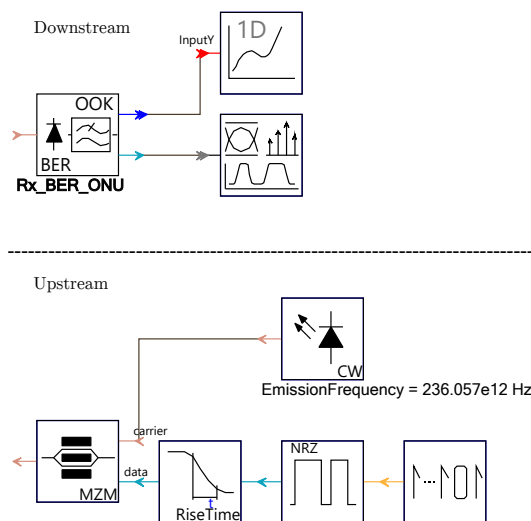 Downstream
InputY
1D
OOK
BER
Rx_BER_ONU
Upstream
CW
EmissionFrequency = 236.057e12 Hz
carrier
data
MZM
t
RiseTime
NRZ